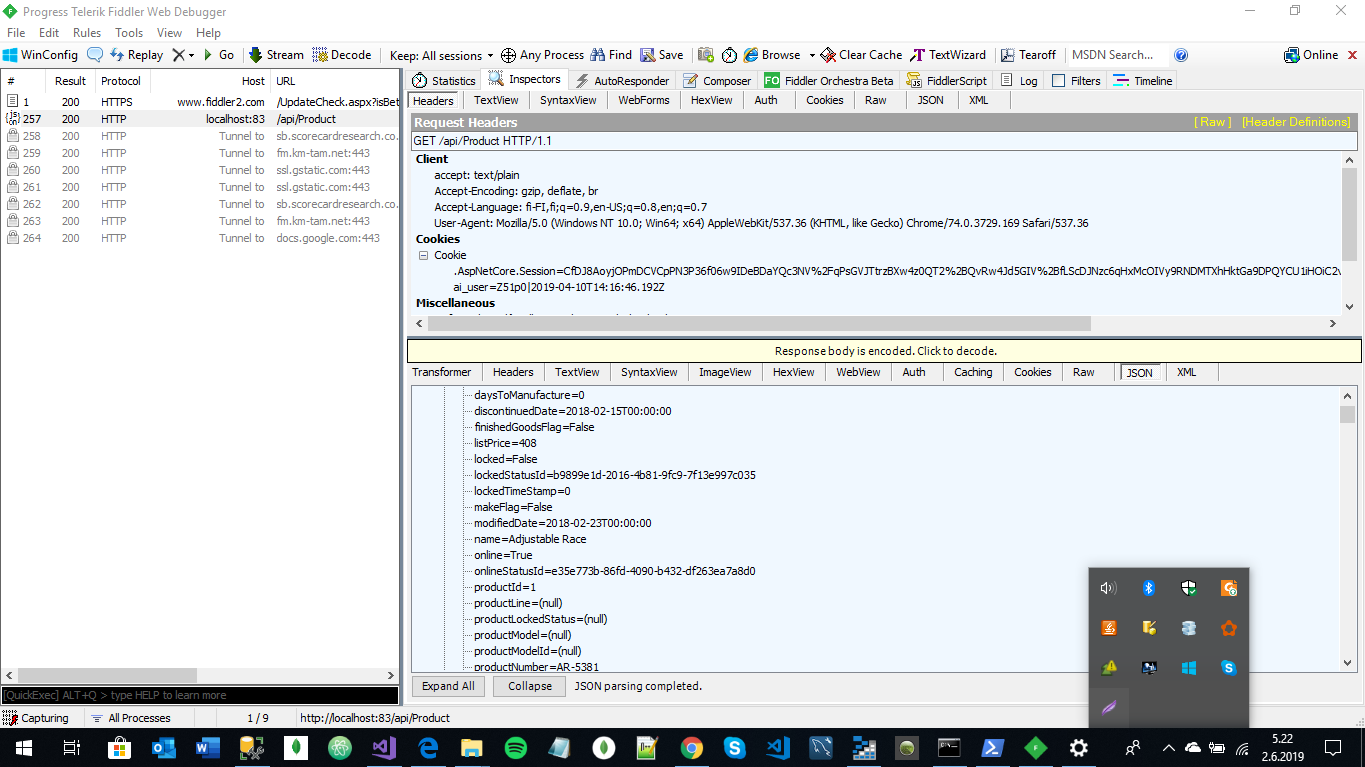 Progress Telerik Fiddler Web Debugger
File Edit Rules Tools View Help
WinConfig Replay Go Stream Decode Keep: All sessions Any Process Find Save Browse Clear Cache TextWizard Tearoff MSDN Search... Online
# Result Protocol Host URL
1 200 HTTPS www.fiddler2.com /UpdateCheck.aspx?isBet
257 200 HTTP localhost:83 /api/Product
258 200 HTTP Tunnel to sb.scorecardresearch.co.
259 200 HTTP Tunnel to fm.km-tam.net:443
260 200 HTTP Tunnel to ssl.gstatic.com:443
261 200 HTTP Tunnel to ssl.gstatic.com:443
262 200 HTTP Tunnel to sb.scorecardresearch.co.
263 200 HTTP Tunnel to fm.km-tam.net:443
264 200 HTTP Tunnel to docs.google.com:443
Statistics Inspectors AutoResponder Composer FO Fiddler Orchestra Beta FiddlerScript Log Filters Timeline
Headers TextView SyntaxView WebForms HexView Auth Cookies Raw JSON XML
Request Headers [ Raw ] [Header Definitions]
GET /api/Product HTTP/1.1
Client
accept: text/plain
Accept-Encoding: gzip, deflate, br
Accept-Language: fi-FI,fi;q=0.9,en-US;q=0.8,en;q=0.7
User-Agent: Mozilla/5.0 (Windows NT 10.0; Win64; x64) AppleWebKit/537.36 (KHTML, like Gecko) Chrome/74.0.3729.169 Safari/537.36
Cookies
Cookie
.AspNetCore.Session=CfDJ8AoyjOPmDCVCpPN3P36f06w9IDeBDaYQc3NV%2FqPsGVJTtrzBXw4z0QT2%2BQvRw4Jd5GIV%2BfLScDJNzc6qHxMcOIVy9RNDMTXhHktGa9DPQYCU1iHOiC2v
ai_user=Z51p0|2019-04-10T14:16:46.192Z
Miscellaneous
Response body is encoded. Click to decode.
Transformer Headers TextView SyntaxView ImageView HexView WebView Auth Caching Cookies Raw JSON XML
daysToManufacture=0
discontinuedDate=2018-02-15T00:00:00
finishedGoodsFlag=False
listPrice=408
locked=False
lockedStatusId=b9899e1d-2016-4b81-9fc9-7f13e997c035
lockedTimeStamp=0
makeFlag=False
modifiedDate=2018-02-23T00:00:00
name=Adjustable Race
online=True
onlineStatusId=e35e773b-86fd-4090-b432-df263ea7a8d0
productId=1
productLine=(null)
productLockedStatus=(null)
productModel=(null)
productModelId=(null)
productNumber=AR-5381
Expand All Collapse JSON parsing completed.
[QuickExec] ALT+Q > type HELP to learn more
Capturing All Processes 1 / 9 http://localhost:83/api/Product
5.22
2.6.2019